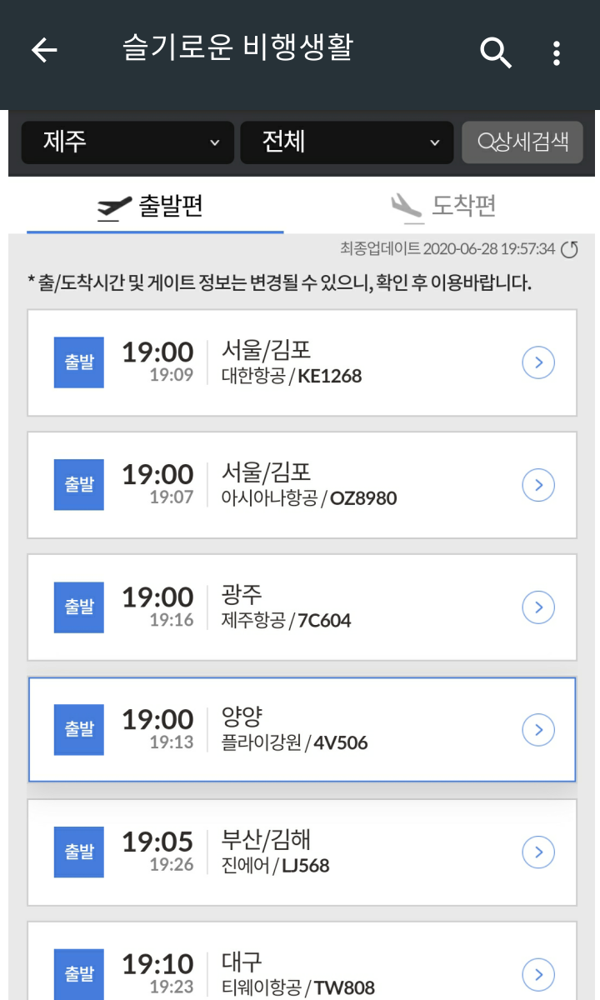 슬기로운 비행생활
제주 전체 상세검색
출발편 도착편
최종업데이트 2020-06-28 19:57:34
* 출/도착시간 및 게이트 정보는 변경될 수 있으니, 확인 후 이용바랍니다.
출발 19:00 서울/김포
19:09 대한항공 / KE1268
출발 19:00 서울/김포
19:07 아시아나항공 / OZ8980
출발 19:00 광주
19:16 제주항공 / 7C604
출발 19:00 양양
19:13 플라이강원 / 4V506
출발 19:05 부산/김해
19:26 진에어 / LJ568
출발 19:10 대구
19:23 티웨이항공 / TW808